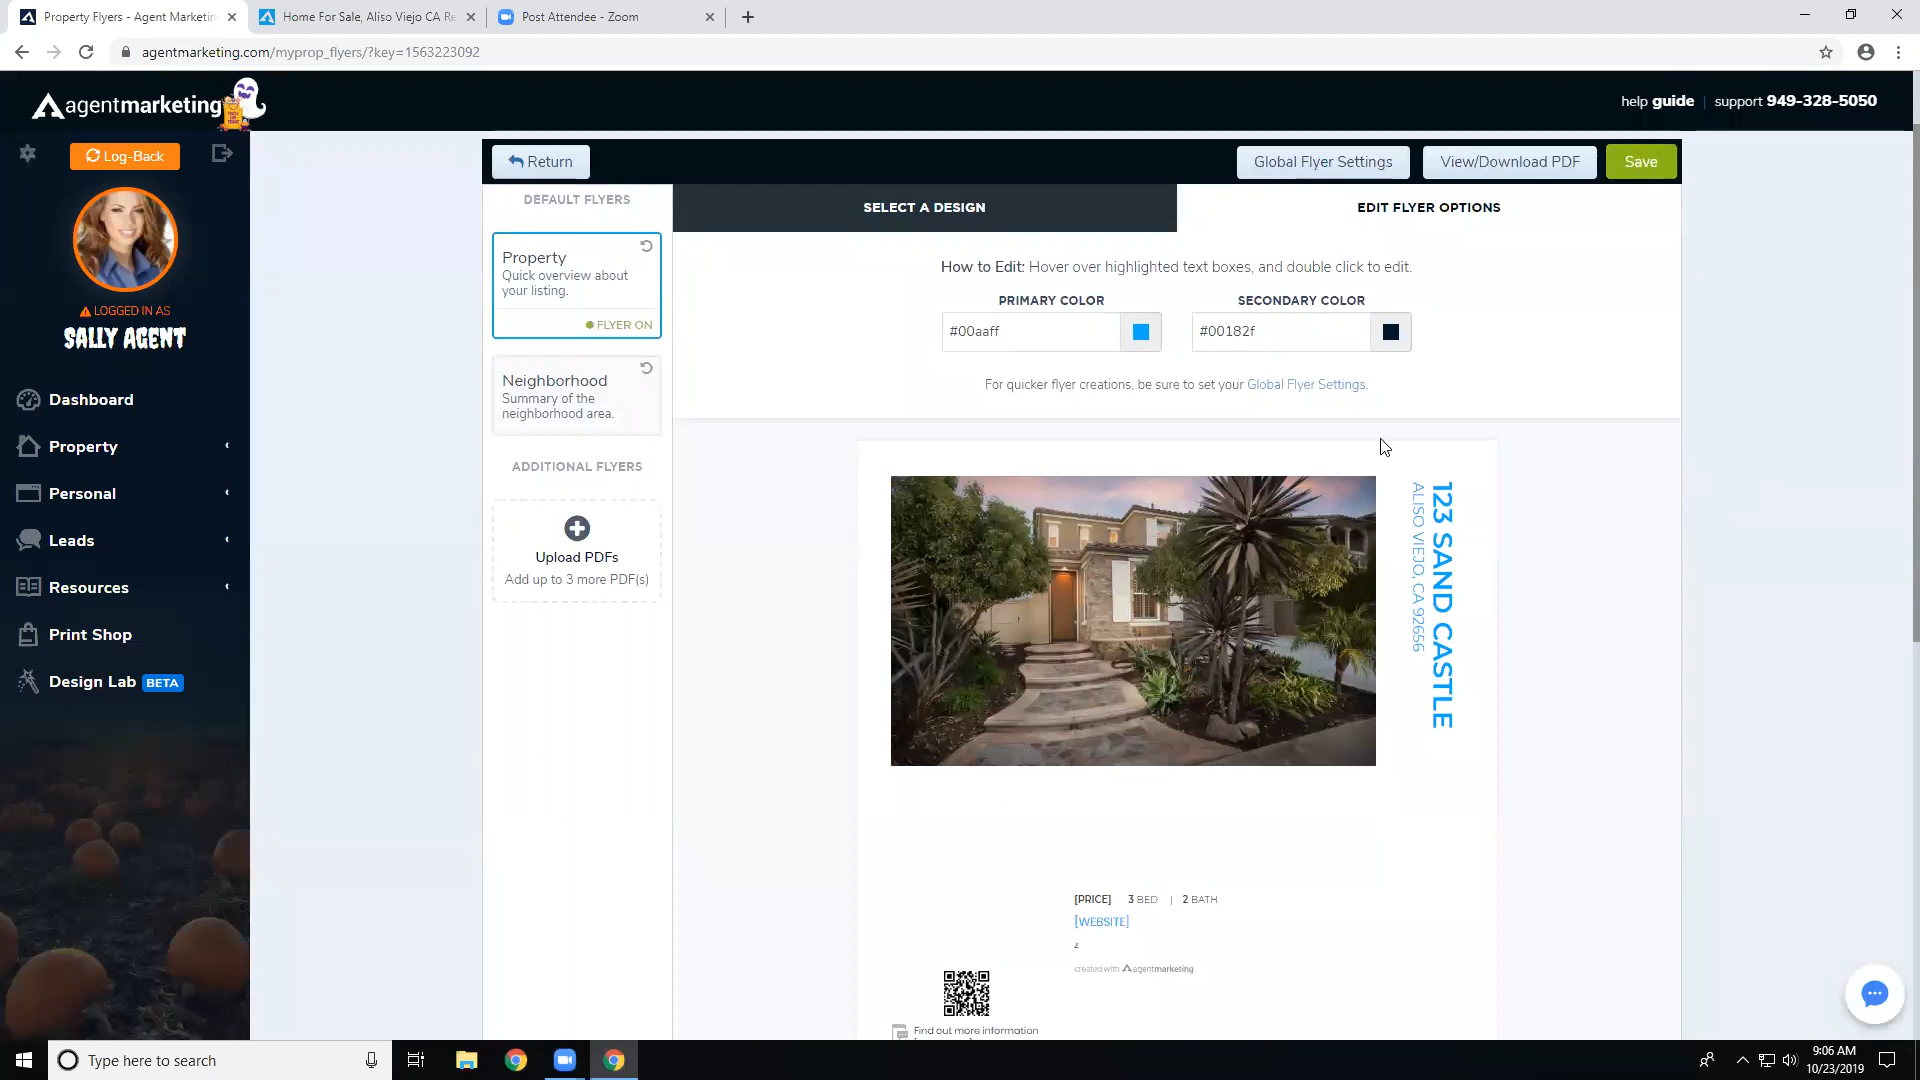 Property Flyers - Agent Marketin
Home For Sale, Aliso Viejo CA Re
Post Attendee - Zoom
agentmarketing.com/myprop_flyers/?key=1563223092
agentmarketing
help guide | support 949-328-5050
Log-Back
LOGGED IN AS
SALLY AGENT
Dashboard
Property
Personal
Leads
Resources
Print Shop
Design Lab BETA
Return
Global Flyer Settings
View/Download PDF
Save
DEFAULT FLYERS
Property
Quick overview about
your listing.
FLYER ON
Neighborhood
Summary of the
neighborhood area.
ADDITIONAL FLYERS
Upload PDFs
Add up to 3 more PDF(s)
SELECT A DESIGN
EDIT FLYER OPTIONS
How to Edit: Hover over highlighted text boxes, and double click to edit.
PRIMARY COLOR
#00aaff
SECONDARY COLOR
#00182f
For quicker flyer creations, be sure to set your Global Flyer Settings.
123 SAND CASTLE
ALISO VIEJO, CA 92656
[PRICE] 3 BED | 2 BATH
[WEBSITE]
created with agentmarketing
Find out more information
Type here to search
9:06 AM
10/23/2019